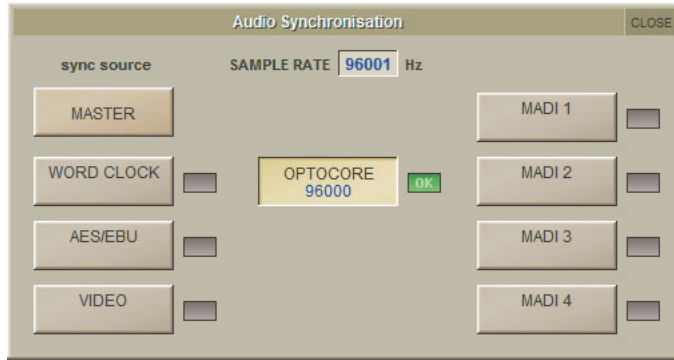 Audio Synchronisation
CLOSE
sync source
SAMPLE RATE 96001 Hz
MASTER
MADI 1
WORD CLOCK
OPTOCORE
96000
OK
MADI 2
AES/EBU
MADI 3
VIDEO
MADI 4